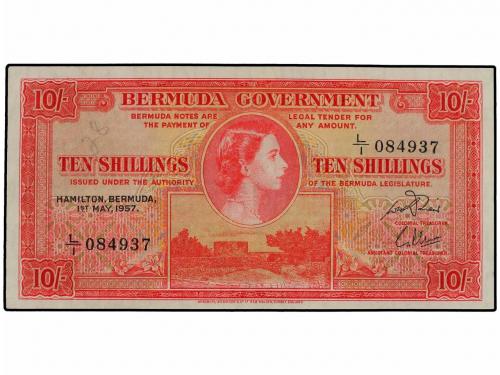 10/- BERMUDA GOVERNMENT 10/-
BERMUDA NOTES ARE LEGAL TENDER FOR
THE PAYMENT OF ANY AMOUNT.
28
L/1 084937
TEN SHILLINGS TEN SHILLINGS
ISSUED UNDER THE AUTHORITY OF THE BERMUDA LEGISLATURE.
HAMILTON, BERMUDA,
1ST MAY, 1957.
COLONIAL TREASURER
L/1 084937
ASSISTANT COLONIAL TREASURER
10/- 10/-